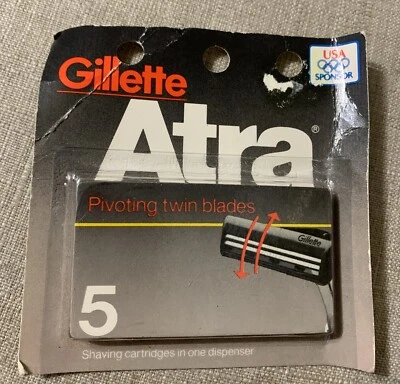 USA
SPONSOR
Gillette
Atra®
Pivoting twin blades
Gillette
5
Shaving cartridges in one dispenser